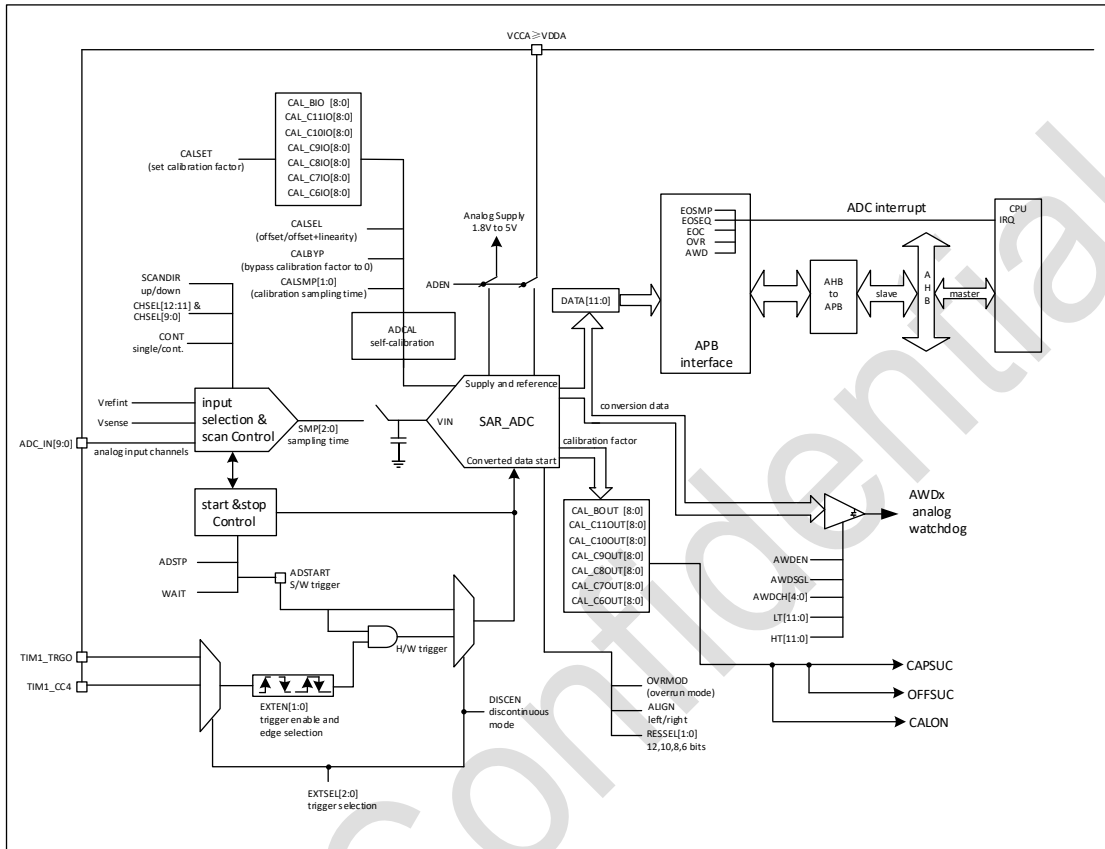 VCCA≥VDDA
CAL_BIO [8:0]
CAL_C11IO[8:0]
CAL_C10IO[8:0]
CAL_C9IO[8:0]
CAL_C8IO[8:0]
CAL_C7IO[8:0]
CAL_C6IO[8:0]
CALSET
(set calibration factor)
CALSEL
(offset/offset+linearity)
CALBYP
(bypass calibration factor to 0)
CALSMP[1:0]
(calibration sampling time)
Analog Supply
1.8V to 5V
ADEN
ADCAL
self-calibration
SCANDIR
up/down
CHSEL[12:11] &
CHSEL[9:0]
CONT
single/cont.
EOSMP
EOSEQ
EOC
OVR
AWD
APB
interface
ADC interrupt
CPU
IRQ
AHB
to
APB
slave
A
H
B
master
DATA[11:0]
Vrefint
Vsense
ADC_IN[9:0]
analog input channels
input
selection &
scan Control
SMP[2:0]
sampling time
VIN
Supply and reference
SAR_ADC
Converted data start
conversion data
calibration factor
start &stop
Control
ADSTP
WAIT
ADSTART
S/W trigger
H/W trigger
TIM1_TRGO
TIM1_CC4
EXTEN[1:0]
trigger enable and
edge selection
DISCEN
discontinuous
mode
EXTSEL[2:0]
trigger selection
CAL_BOUT [8:0]
CAL_C11OUT[8:0]
CAL_C10OUT[8:0]
CAL_C9OUT[8:0]
CAL_C8OUT[8:0]
CAL_C7OUT[8:0]
CAL_C6OUT[8:0]
AWDx
analog
watchdog
AWDEN
AWDSGL
AWDCH[4:0]
LT[11:0]
HT[11:0]
OVRMOD
(overrun mode)
ALIGN
left/right
RESSEL[1:0]
12,10,8,6 bits
CAPSUC
OFFSUC
CALON
Confidential